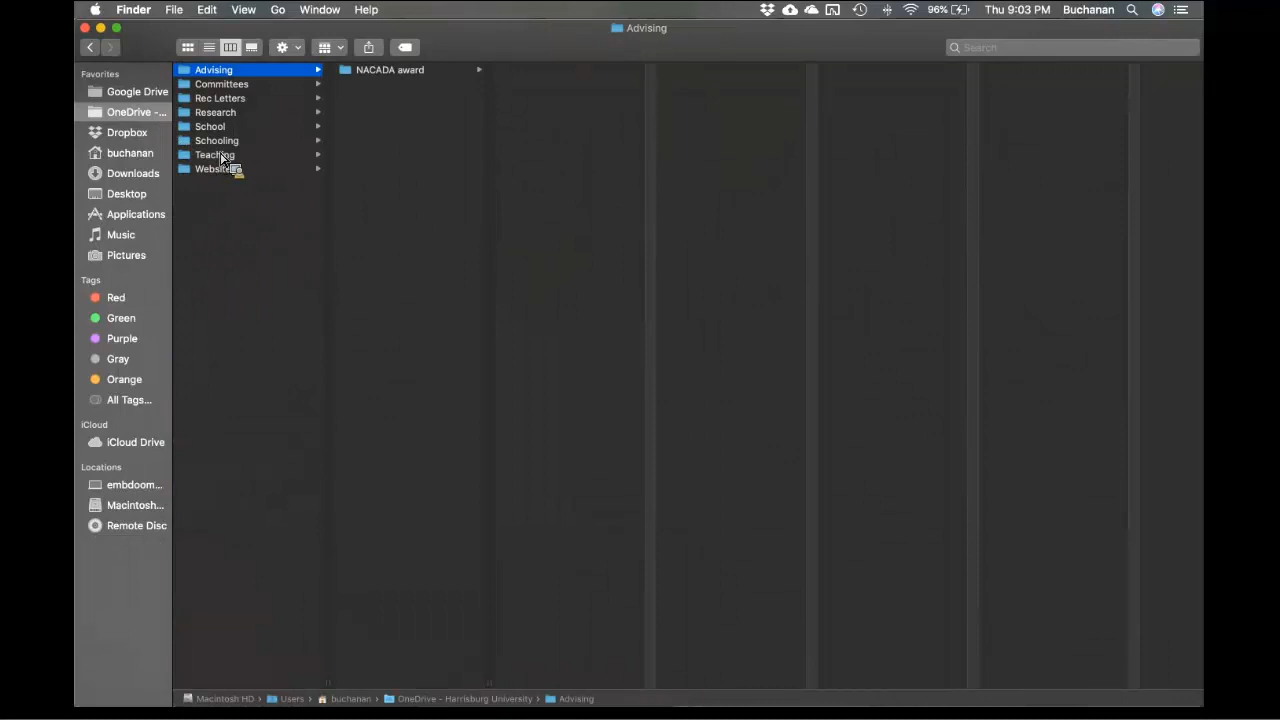 Finder File Edit View Go Window Help 96% Thu 9:03 PM Buchanan
Advising
Search
Favorites
Google Drive
OneDrive -...
Dropbox
buchanan
Downloads
Desktop
Applications
Music
Pictures
Tags
Red
Green
Purple
Gray
Orange
All Tags...
iCloud
iCloud Drive
Locations
embdoom...
Macintosh...
Remote Disc
Advising
Committees
Rec Letters
Research
School
Schooling
Teaching
Website
NACADA award
Macintosh HD › Users › buchanan › OneDrive - Harrisburg University › Advising